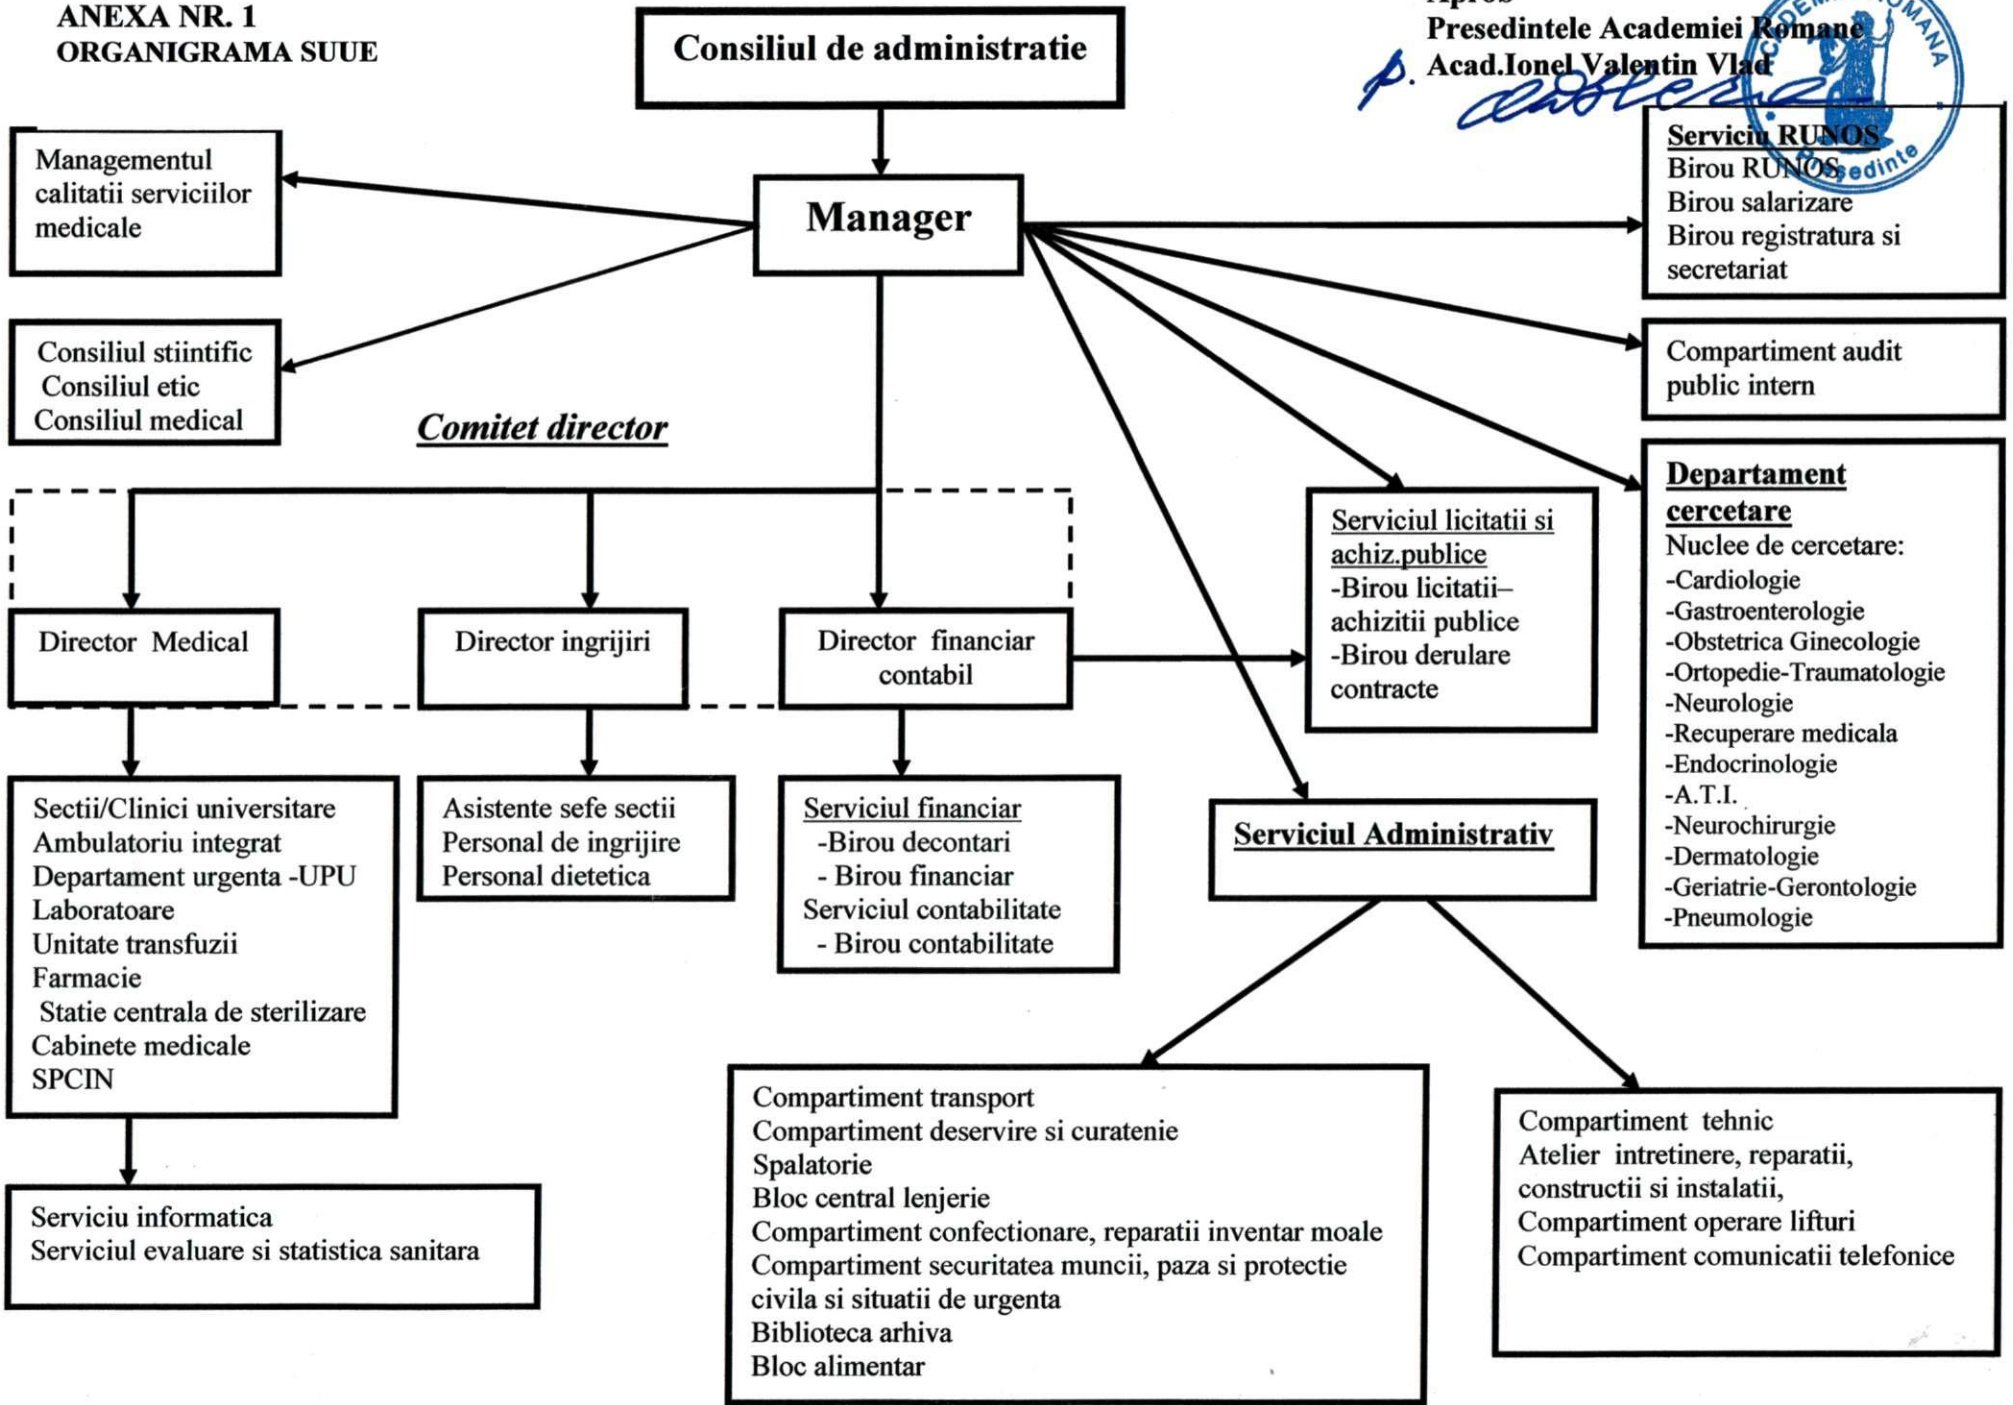 ANEXA NR. 1
ORGANIGRAMA SUUE
Consiliul de administratie
Aprob
Presedintele Academiei Romane
p. Acad.Ionel Valentin Vlad
ACADEMIA ROMANA
Președinte
Managementul
calitatii serviciilor
medicale
Manager
Serviciu RUNOS
Birou RUNOS
Birou salarizare
Birou registratura si
secretariat
Consiliul stiintific
Consiliul etic
Consiliul medical
Compartiment audit
public intern
Comitet director
Departament
cercetare
Nuclee de cercetare:
-Cardiologie
-Gastroenterologie
-Obstetrica Ginecologie
-Ortopedie-Traumatologie
-Neurologie
-Recuperare medicala
-Endocrinologie
-A.T.I.
-Neurochirurgie
-Dermatologie
-Geriatrie-Gerontologie
-Pneumologie
Serviciul licitatii si
achiz.publice
-Birou licitatii–
achizitii publice
-Birou derulare
contracte
Director Medical
Director ingrijiri
Director financiar
contabil
Sectii/Clinici universitare
Ambulatoriu integrat
Departament urgenta -UPU
Laboratoare
Unitate transfuzii
Farmacie
Statie centrala de sterilizare
Cabinete medicale
SPCIN
Asistente sefe sectii
Personal de ingrijire
Personal dietetica
Serviciul financiar
-Birou decontari
- Birou financiar
Serviciul contabilitate
- Birou contabilitate
Serviciul Administrativ
Serviciu informatica
Serviciul evaluare si statistica sanitara
Compartiment transport
Compartiment deservire si curatenie
Spalatorie
Bloc central lenjerie
Compartiment confectionare, reparatii inventar moale
Compartiment securitatea muncii, paza si protectie
civila si situatii de urgenta
Biblioteca arhiva
Bloc alimentar
Compartiment tehnic
Atelier intretinere, reparatii,
constructii si instalatii,
Compartiment operare lifturi
Compartiment comunicatii telefonice